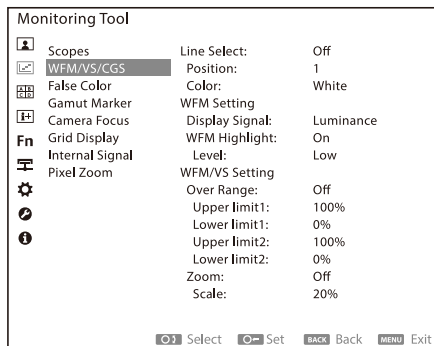 Monitoring Tool
Scopes
WFM/VS/CGS
False Color
Gamut Marker
Camera Focus
Grid Display
Internal Signal
Pixel Zoom
Fn
Line Select: Off
Position: 1
Color: White
WFM Setting
Display Signal: Luminance
WFM Highlight: On
Level: Low
WFM/VS Setting
Over Range: Off
Upper limit1: 100%
Lower limit1: 0%
Upper limit2: 100%
Lower limit2: 0%
Zoom: Off
Scale: 20%
Select Set BACK Back MENU Exit